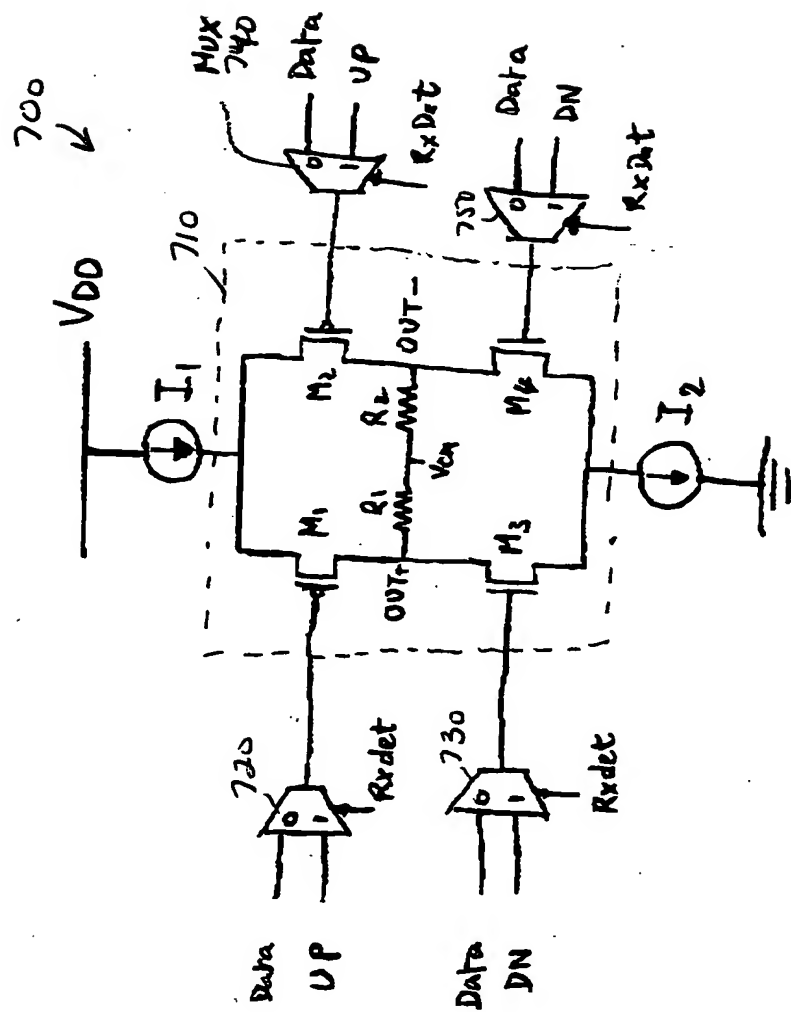 700
VDD
I1
710
MUX
740
Data
UP
0
1
RxDet
720
Data
UP
0
1
Rxdet
M1
M2
OUT+
R1
Vcm
R2
OUT-
730
Data
DN
0
1
Rxdet
M3
M4
750
Data
DN
0
1
RxDet
I2